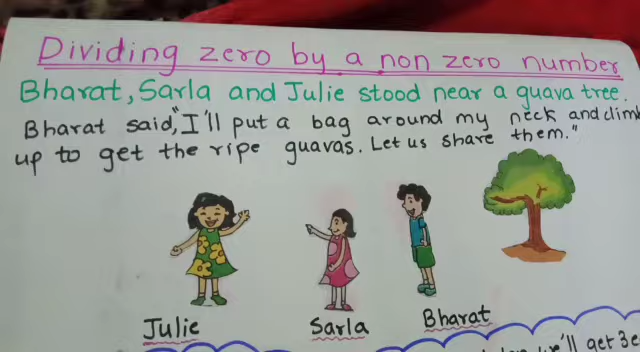 Dividing zero by a non zero number
Bharat, Sarla and Julie stood near a guava tree.
Bharat said, "I'll put a bag around my neck and climb
up to get the ripe guavas. Let us share them."
Julie
Sarla
Bharat
we'll get 3